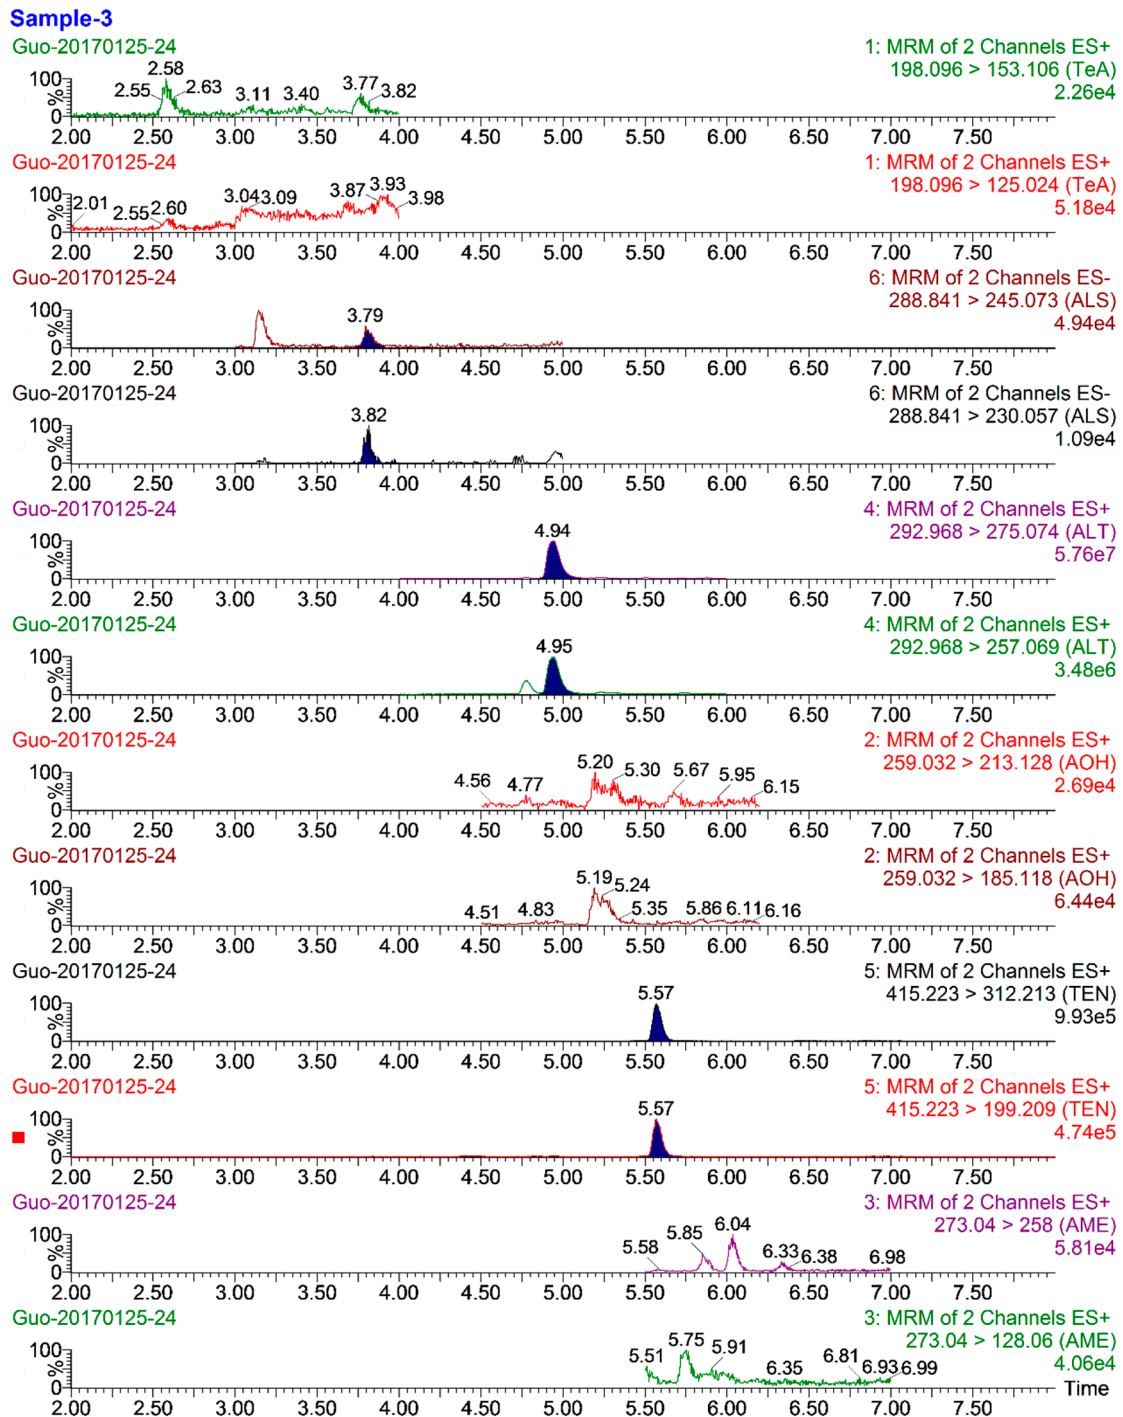 Sample-3
Guo-20170125-24
1: MRM of 2 Channels ES+
198.096 > 153.106 (TeA)
2.26e4
100
%
0
2.55 2.58 2.63 3.11 3.40 3.77 3.82
2.00 2.50 3.00 3.50 4.00 4.50 5.00 5.50 6.00 6.50 7.00 7.50
Guo-20170125-24
1: MRM of 2 Channels ES+
198.096 > 125.024 (TeA)
5.18e4
100
%
0
2.01 2.55 2.60 3.04 3.09 3.87 3.93 3.98
2.00 2.50 3.00 3.50 4.00 4.50 5.00 5.50 6.00 6.50 7.00 7.50
Guo-20170125-24
6: MRM of 2 Channels ES-
288.841 > 245.073 (ALS)
4.94e4
100
%
0
3.79
2.00 2.50 3.00 3.50 4.00 4.50 5.00 5.50 6.00 6.50 7.00 7.50
Guo-20170125-24
6: MRM of 2 Channels ES-
288.841 > 230.057 (ALS)
1.09e4
100
%
0
3.82
2.00 2.50 3.00 3.50 4.00 4.50 5.00 5.50 6.00 6.50 7.00 7.50
Guo-20170125-24
4: MRM of 2 Channels ES+
292.968 > 275.074 (ALT)
5.76e7
100
%
0
4.94
2.00 2.50 3.00 3.50 4.00 4.50 5.00 5.50 6.00 6.50 7.00 7.50
Guo-20170125-24
4: MRM of 2 Channels ES+
292.968 > 257.069 (ALT)
3.48e6
100
%
0
4.95
2.00 2.50 3.00 3.50 4.00 4.50 5.00 5.50 6.00 6.50 7.00 7.50
Guo-20170125-24
2: MRM of 2 Channels ES+
259.032 > 213.128 (AOH)
2.69e4
100
%
0
4.56 4.77 5.20 5.30 5.67 5.95 6.15
2.00 2.50 3.00 3.50 4.00 4.50 5.00 5.50 6.00 6.50 7.00 7.50
Guo-20170125-24
2: MRM of 2 Channels ES+
259.032 > 185.118 (AOH)
6.44e4
100
%
0
4.51 4.83 5.19 5.24 5.35 5.86 6.11 6.16
2.00 2.50 3.00 3.50 4.00 4.50 5.00 5.50 6.00 6.50 7.00 7.50
Guo-20170125-24
5: MRM of 2 Channels ES+
415.223 > 312.213 (TEN)
9.93e5
100
%
0
5.57
2.00 2.50 3.00 3.50 4.00 4.50 5.00 5.50 6.00 6.50 7.00 7.50
Guo-20170125-24
5: MRM of 2 Channels ES+
415.223 > 199.209 (TEN)
4.74e5
100
%
0
5.57
2.00 2.50 3.00 3.50 4.00 4.50 5.00 5.50 6.00 6.50 7.00 7.50
Guo-20170125-24
3: MRM of 2 Channels ES+
273.04 > 258 (AME)
5.81e4
100
%
0
5.58 5.85 6.04 6.33 6.38 6.98
2.00 2.50 3.00 3.50 4.00 4.50 5.00 5.50 6.00 6.50 7.00 7.50
Guo-20170125-24
3: MRM of 2 Channels ES+
273.04 > 128.06 (AME)
4.06e4
100
%
0
5.51 5.75 5.91 6.35 6.81 6.93 6.99
Time
2.00 2.50 3.00 3.50 4.00 4.50 5.00 5.50 6.00 6.50 7.00 7.50